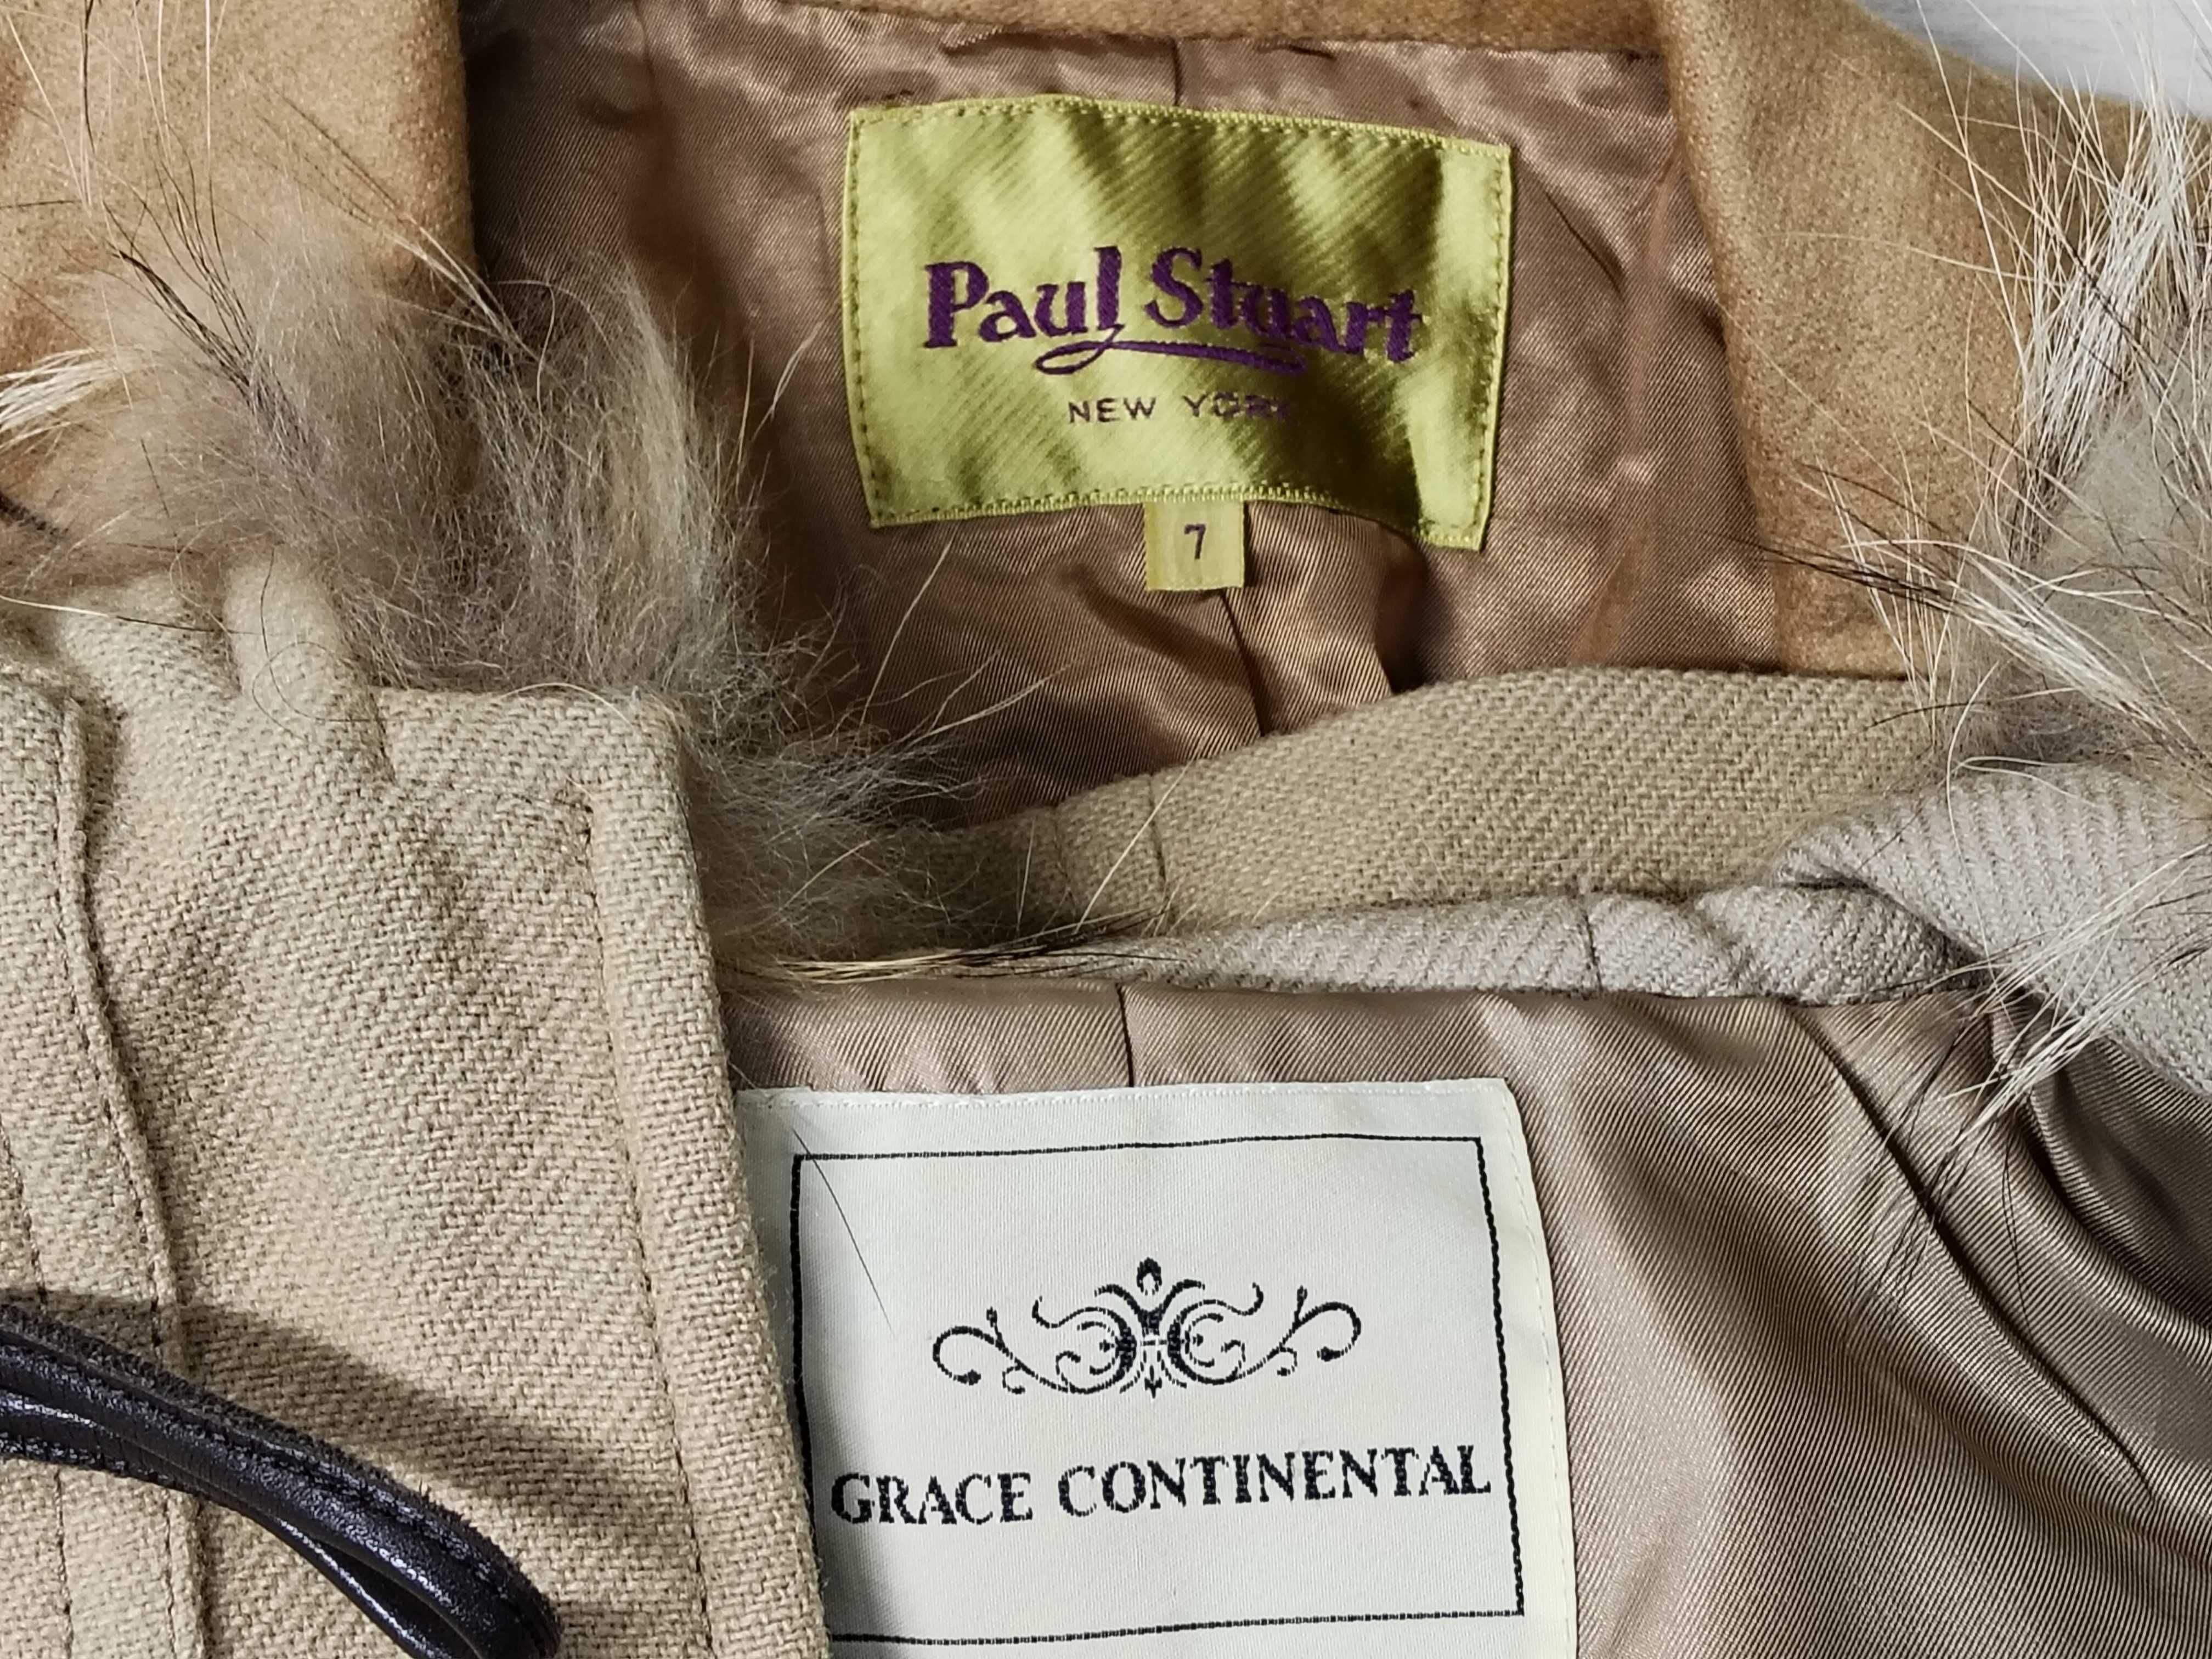 Paul Stuart
NEW YORK
7
GRACE CONTINENTAL